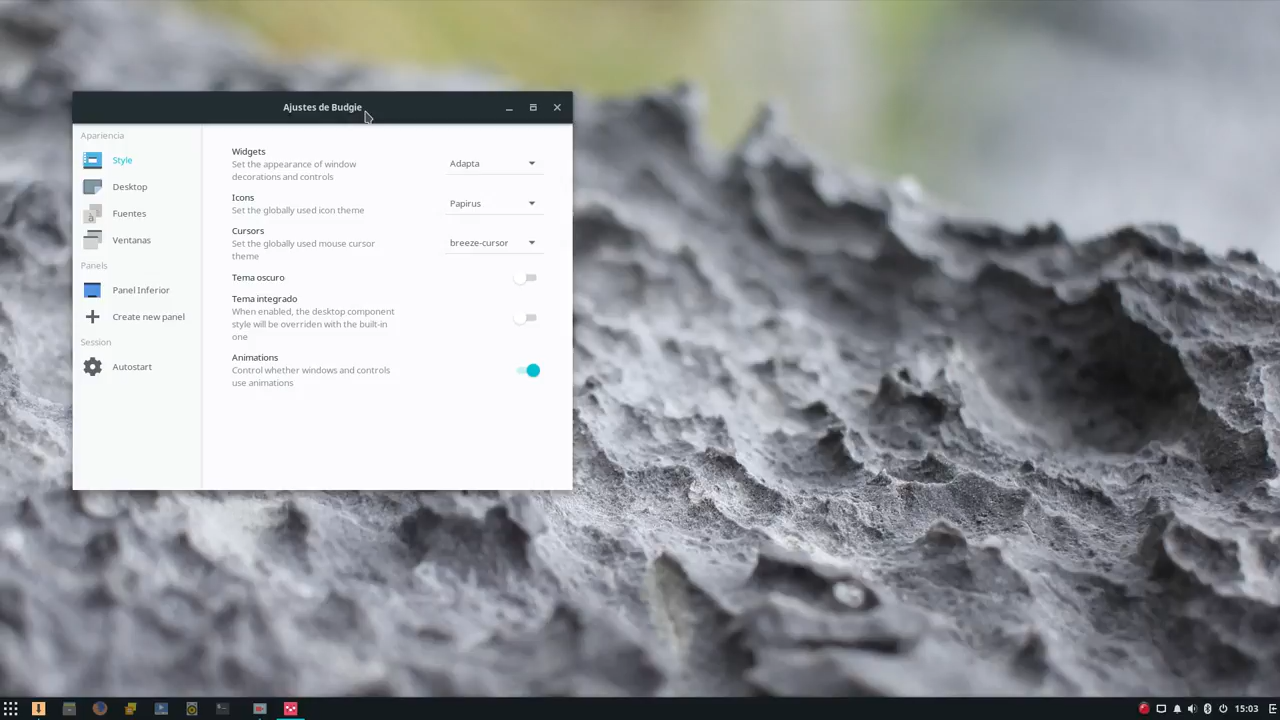 Ajustes de Budgie
Apariencia
Style
Desktop
Fuentes
Ventanas
Panels
Panel Inferior
Create new panel
Session
Autostart
Widgets
Set the appearance of window
decorations and controls
Adapta
Icons
Set the globally used icon theme
Papirus
Cursors
Set the globally used mouse cursor
theme
breeze-cursor
Tema oscuro
Tema integrado
When enabled, the desktop component
style will be overriden with the built-in
one
Animations
Control whether windows and controls
use animations
15:03